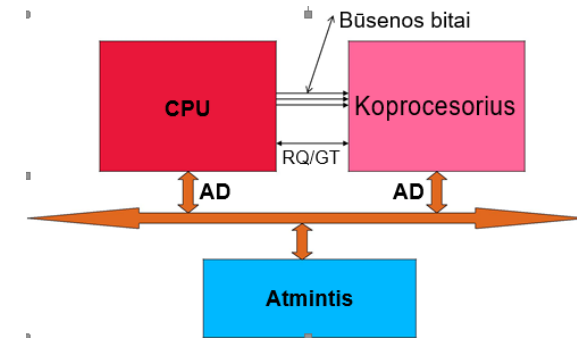 Būsenos bitai
CPU
Koprocesorius
RQ/GT
AD
AD
Atmintis